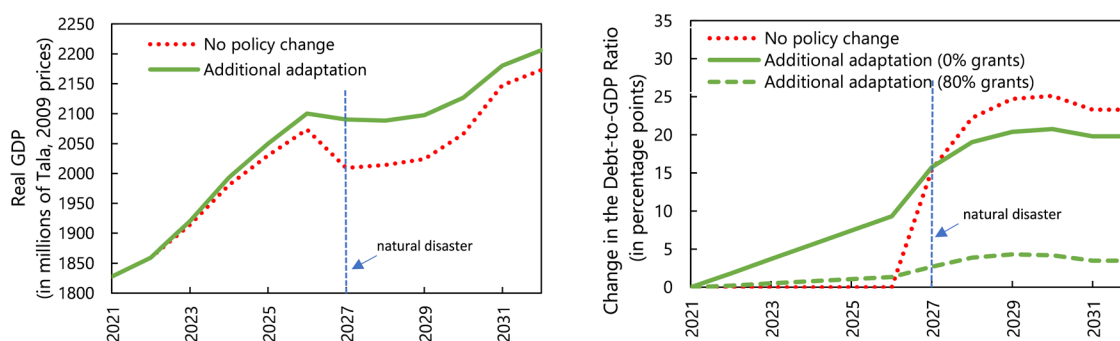 Real GDP
(in millions of Tala, 2009 prices)
2250
2200
2150
2100
2050
2000
1950
1900
1850
1800
No policy change
Additional adaptation
natural disaster
2021
2023
2025
2027
2029
2031
Change in the Debt-to-GDP Ratio
(in percentage points)
35
30
25
20
15
10
5
0
No policy change
Additional adaptation (0% grants)
Additional adaptation (80% grants)
natural disaster
2021
2023
2025
2027
2029
2031